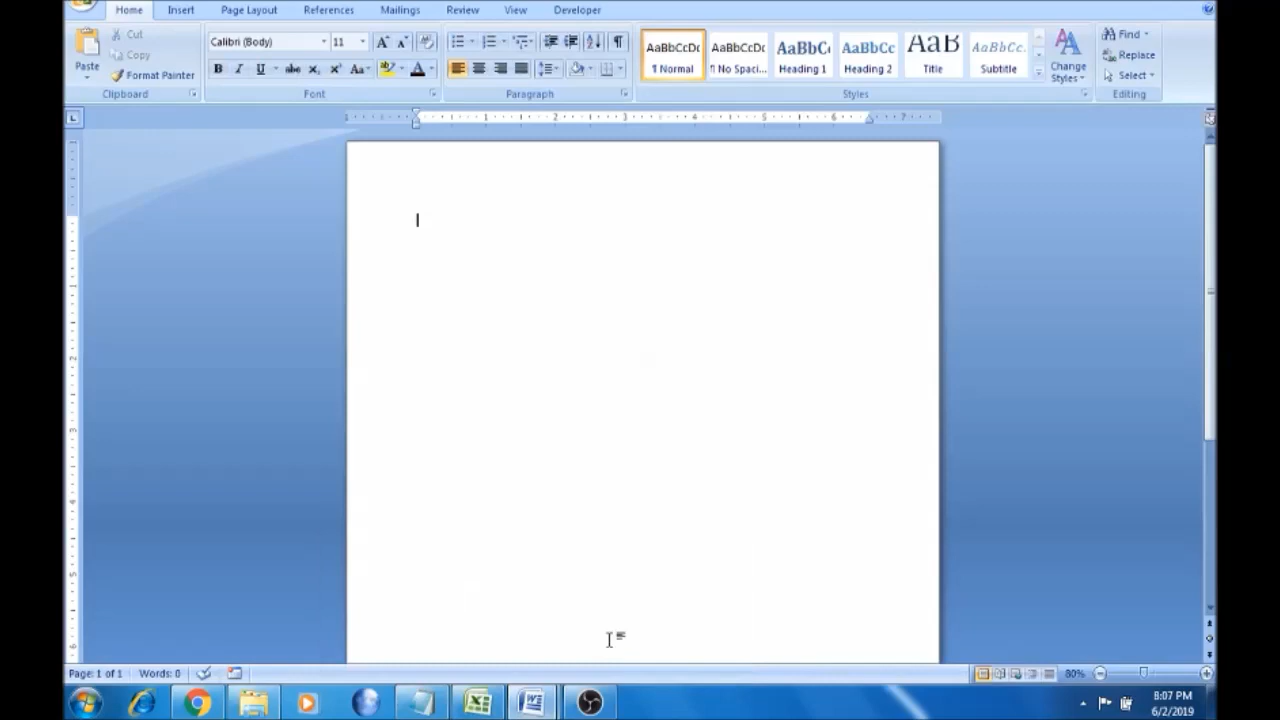 Home Insert Page Layout References Mailings Review View Developer
Cut
Copy
Format Painter
Paste
Clipboard
Calibri (Body) 11
Font
Paragraph
AaBbCcDc AaBbCcDc AaBbC AaBbCc AaB AaBbCc.
¶ Normal ¶ No Spaci... Heading 1 Heading 2 Title Subtitle
Change Styles
Styles
Find
Replace
Select
Editing
Page: 1 of 1 Words: 0
80%
8:07 PM
6/2/2019